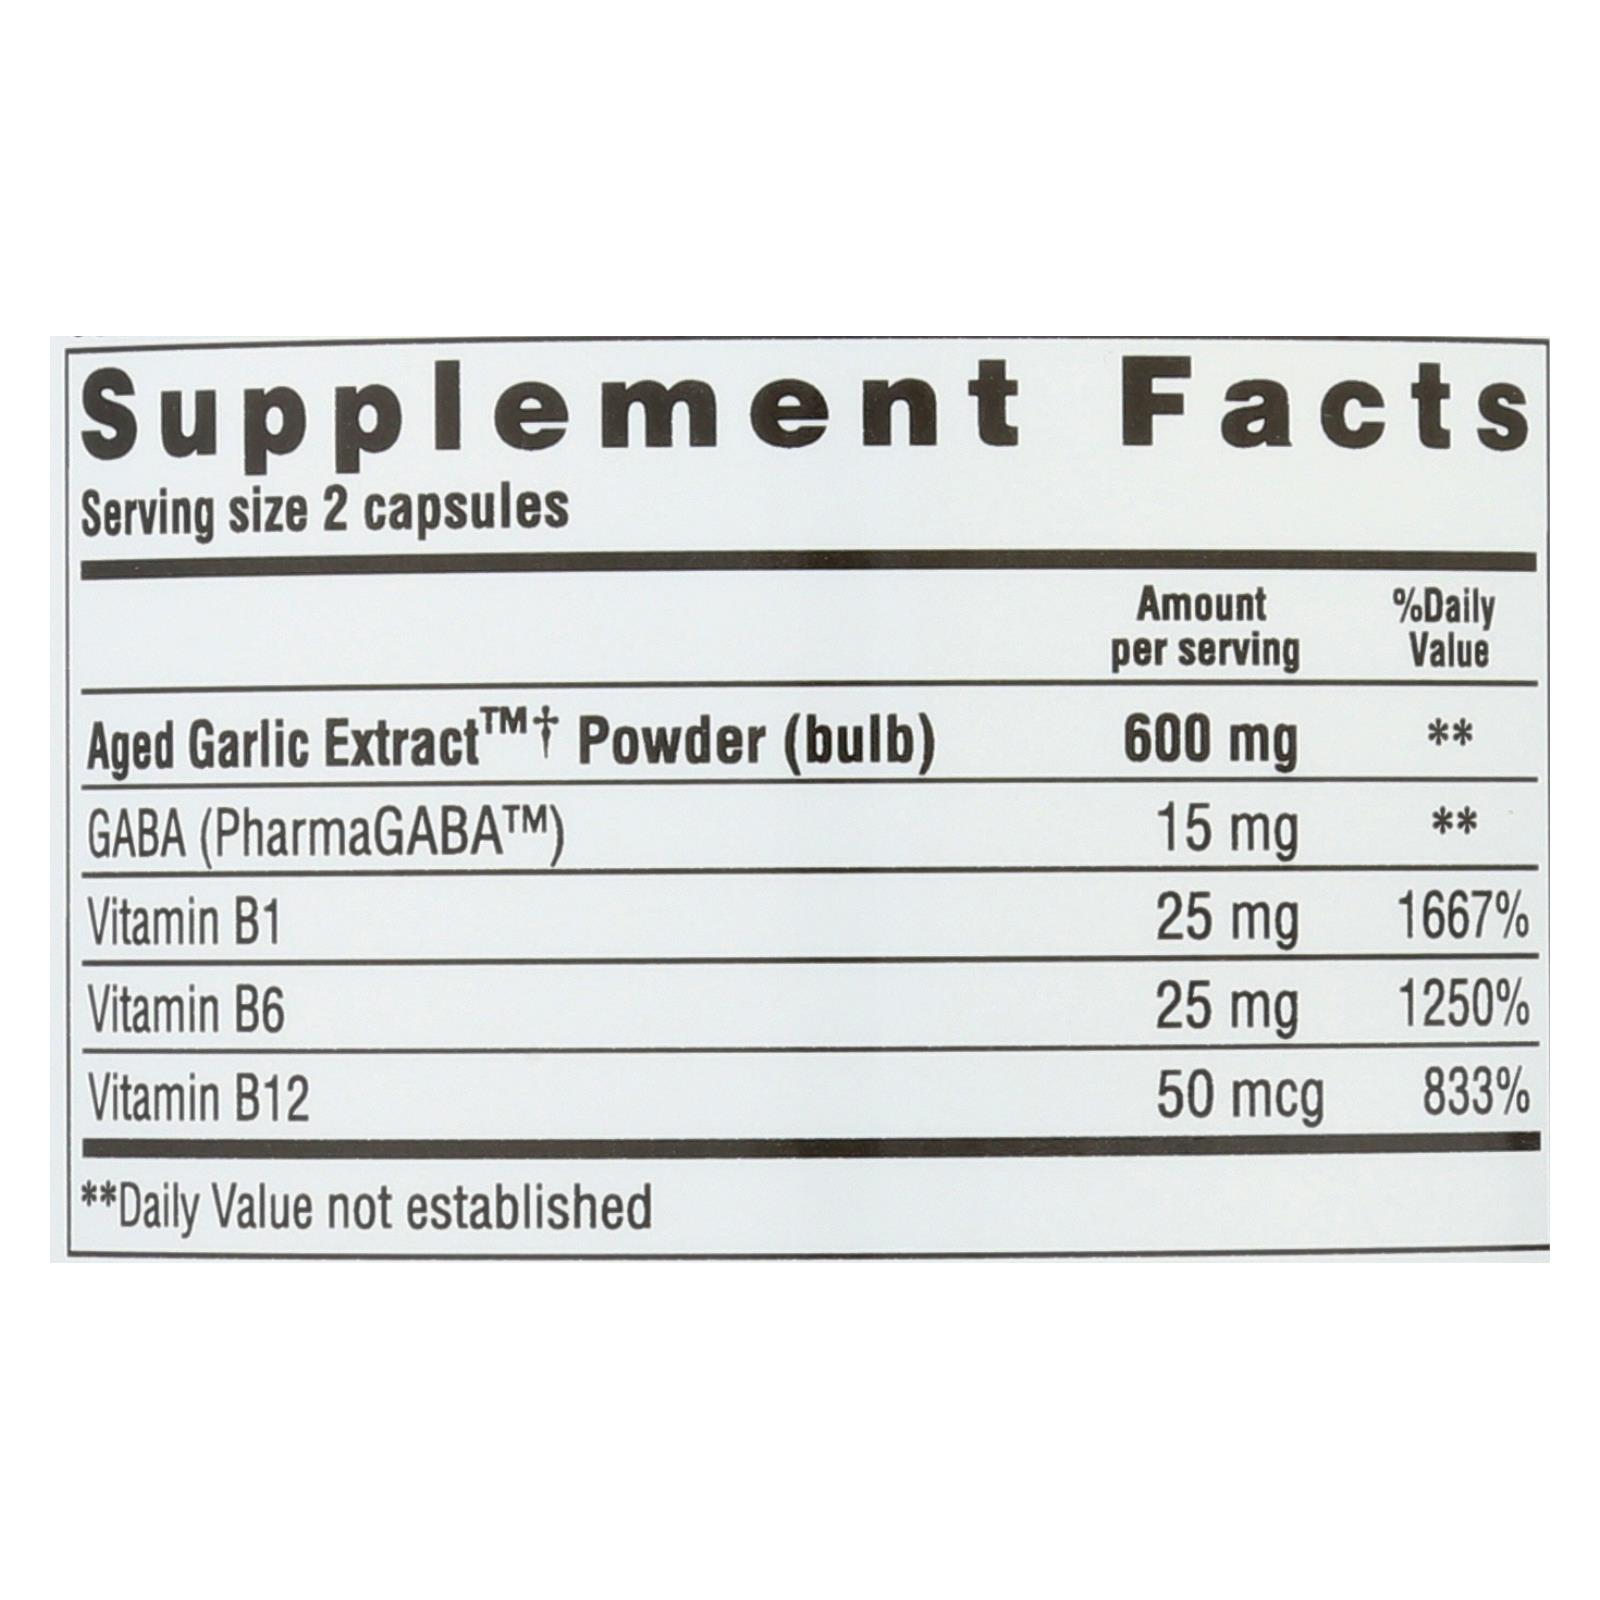 Supplement Facts
Serving size 2 capsules
Amount per serving %Daily Value
Aged Garlic Extract™† Powder (bulb) 600 mg **
GABA (PharmaGABA™) 15 mg **
Vitamin B1 25 mg 1667%
Vitamin B6 25 mg 1250%
Vitamin B12 50 mcg 833%
**Daily Value not established